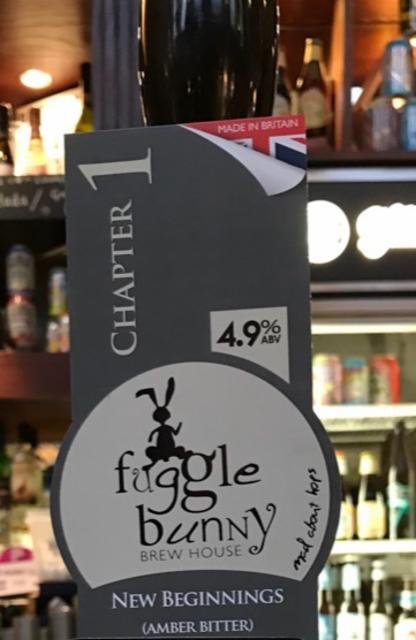 MADE IN BRITAIN
CHAPTER 1
4.9% ABV
fuggle
bunny
BREW HOUSE
mad about hops
NEW BEGINNINGS
(AMBER BITTER)